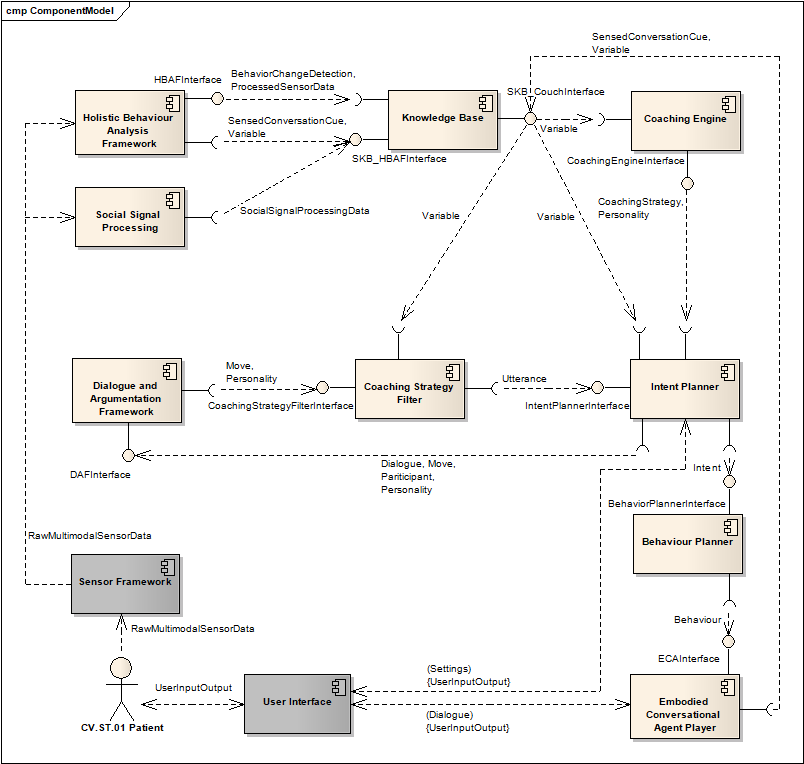 cmp ComponentModel
SensedConversationCue,
Variable
HBAFInterface
BehaviorChangeDetection,
ProcessedSensorData
SKB_CouchInterface
Holistic Behaviour
Analysis
Framework
SensedConversationCue,
Variable
Knowledge Base
Variable
Coaching Engine
SKB_HBAFInterface
CoachingEngineInterface
Social Signal
Processing
SocialSignalProcessingData
Variable
Variable
CoachingStrategy,
Personality
Dialogue and
Argumentation
Framework
Move,
Personality
CoachingStrategyFilterInterface
Coaching Strategy
Filter
Utterance
IntentPlannerInterface
Intent Planner
DAFInterface
Dialogue, Move,
Pariticipant,
Personality
Intent
BehaviorPlannerInterface
RawMultimodalSensorData
Behaviour Planner
Sensor Framework
RawMultimodalSensorData
Behaviour
ECAInterface
UserInputOutput
CV.ST.01 Patient
User Interface
(Settings)
{UserInputOutput}
(Dialogue)
{UserInputOutput}
Embodied
Conversational
Agent Player